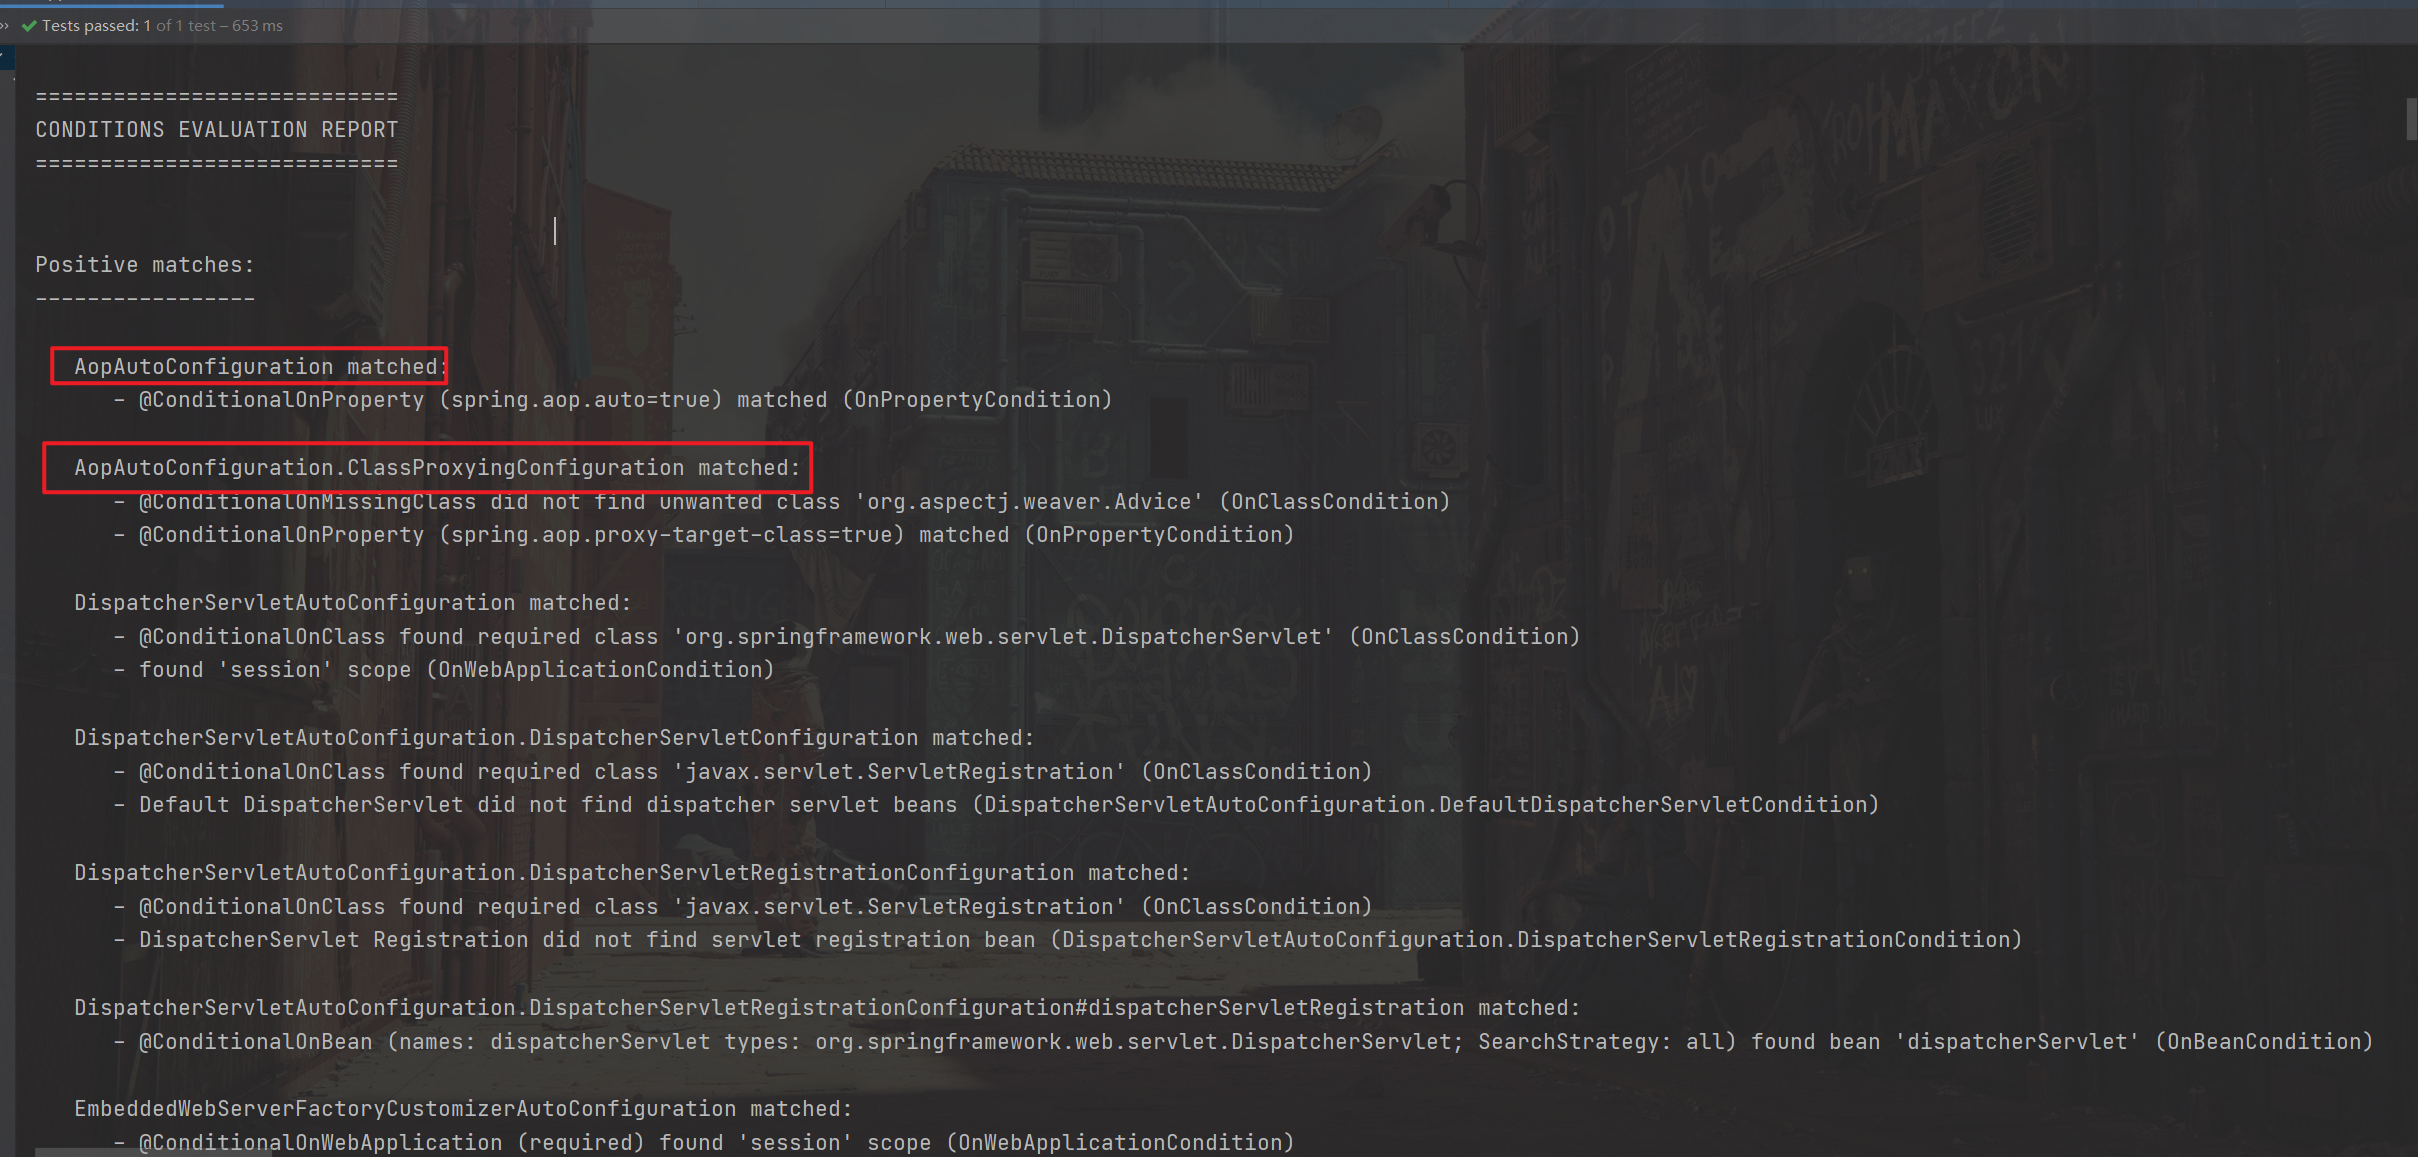 Tests passed: 1 of 1 test – 653 ms
============================
CONDITIONS EVALUATION REPORT
============================
Positive matches:
-----------------
AopAutoConfiguration matched:
- @ConditionalOnProperty (spring.aop.auto=true) matched (OnPropertyCondition)
AopAutoConfiguration.ClassProxyingConfiguration matched:
- @ConditionalOnMissingClass did not find unwanted class 'org.aspectj.weaver.Advice' (OnClassCondition)
- @ConditionalOnProperty (spring.aop.proxy-target-class=true) matched (OnPropertyCondition)
DispatcherServletAutoConfiguration matched:
- @ConditionalOnClass found required class 'org.springframework.web.servlet.DispatcherServlet' (OnClassCondition)
- found 'session' scope (OnWebApplicationCondition)
DispatcherServletAutoConfiguration.DispatcherServletConfiguration matched:
- @ConditionalOnClass found required class 'javax.servlet.ServletRegistration' (OnClassCondition)
- Default DispatcherServlet did not find dispatcher servlet beans (DispatcherServletAutoConfiguration.DefaultDispatcherServletCondition)
DispatcherServletAutoConfiguration.DispatcherServletRegistrationConfiguration matched:
- @ConditionalOnClass found required class 'javax.servlet.ServletRegistration' (OnClassCondition)
- DispatcherServlet Registration did not find servlet registration bean (DispatcherServletAutoConfiguration.DispatcherServletRegistrationCondition)
DispatcherServletAutoConfiguration.DispatcherServletRegistrationConfiguration#dispatcherServletRegistration matched:
- @ConditionalOnBean (names: dispatcherServlet types: org.springframework.web.servlet.DispatcherServlet; SearchStrategy: all) found bean 'dispatcherServlet' (OnBeanCondition)
EmbeddedWebServerFactoryCustomizerAutoConfiguration matched:
- @ConditionalOnWebApplication (required) found 'session' scope (OnWebApplicationCondition)